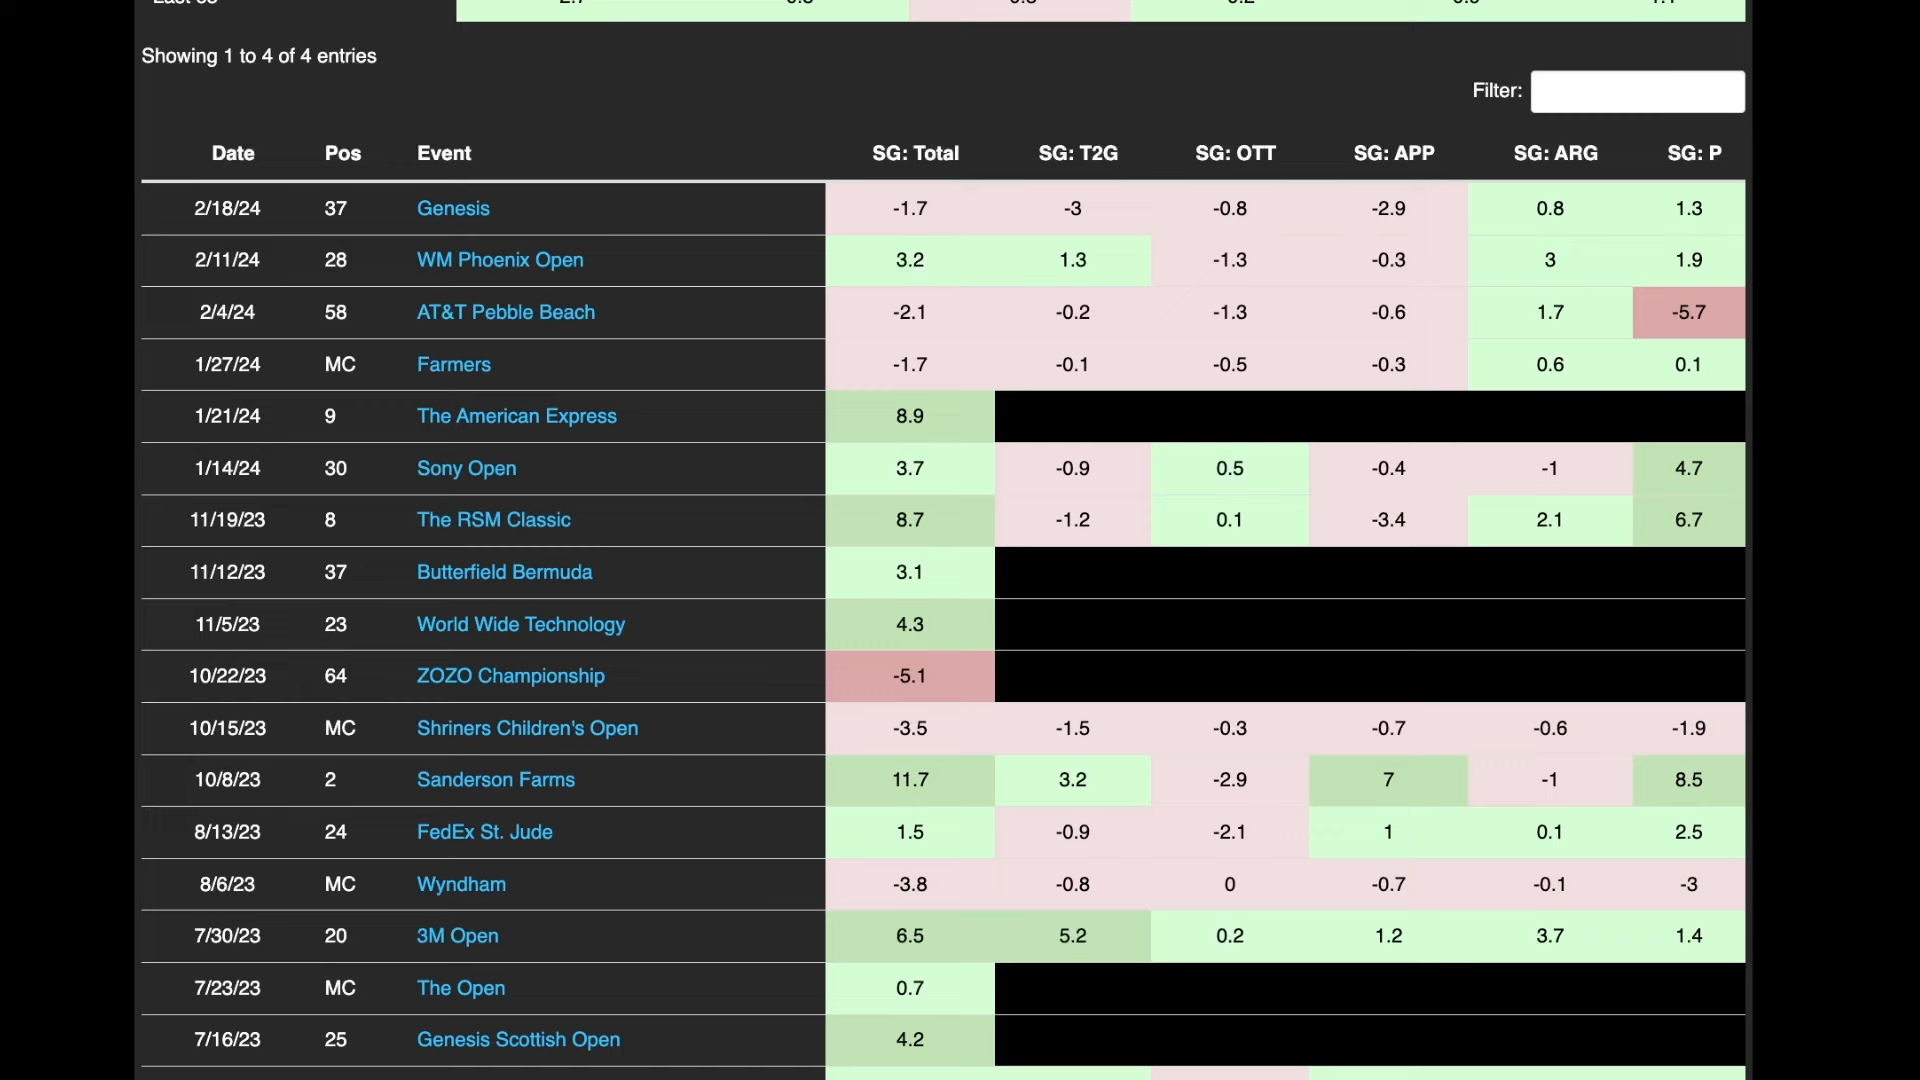 Showing 1 to 4 of 4 entries
Filter:
Date Pos Event SG: Total SG: T2G SG: OTT SG: APP SG: ARG SG: P
2/18/24 37 Genesis -1.7 -3 -0.8 -2.9 0.8 1.3
2/11/24 28 WM Phoenix Open 3.2 1.3 -1.3 -0.3 3 1.9
2/4/24 58 AT&T Pebble Beach -2.1 -0.2 -1.3 -0.6 1.7 -5.7
1/27/24 MC Farmers -1.7 -0.1 -0.5 -0.3 0.6 0.1
1/21/24 9 The American Express 8.9
1/14/24 30 Sony Open 3.7 -0.9 0.5 -0.4 -1 4.7
11/19/23 8 The RSM Classic 8.7 -1.2 0.1 -3.4 2.1 6.7
11/12/23 37 Butterfield Bermuda 3.1
11/5/23 23 World Wide Technology 4.3
10/22/23 64 ZOZO Championship -5.1
10/15/23 MC Shriners Children's Open -3.5 -1.5 -0.3 -0.7 -0.6 -1.9
10/8/23 2 Sanderson Farms 11.7 3.2 -2.9 7 -1 8.5
8/13/23 24 FedEx St. Jude 1.5 -0.9 -2.1 1 0.1 2.5
8/6/23 MC Wyndham -3.8 -0.8 0 -0.7 -0.1 -3
7/30/23 20 3M Open 6.5 5.2 0.2 1.2 3.7 1.4
7/23/23 MC The Open 0.7
7/16/23 25 Genesis Scottish Open 4.2